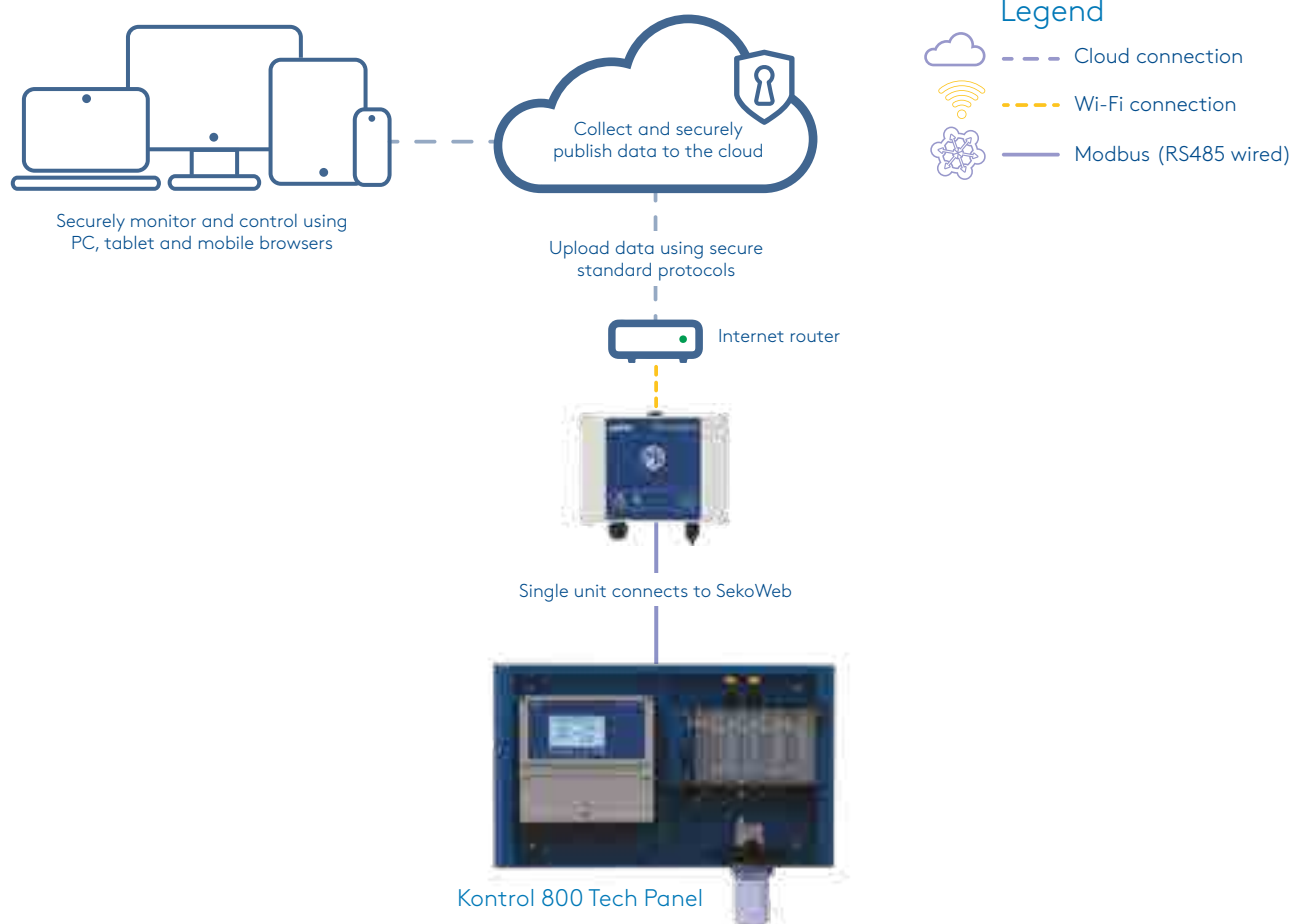 Legend
Cloud connection
Wi-Fi connection
Modbus (RS485 wired)
Collect and securely
publish data to the cloud
Securely monitor and control using
PC, tablet and mobile browsers
Upload data using secure
standard protocols
Internet router
Single unit connects to SekoWeb
Kontrol 800 Tech Panel